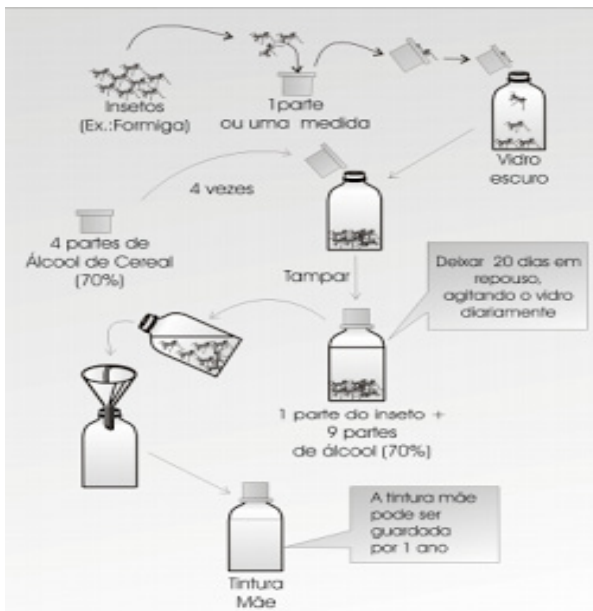 Insetos
(Ex.:Formiga)
1parte
ou uma medida
Vidro
escuro
4 vezes
4 partes de
Álcool de Cereal
(70%)
Tampar
Deixar 20 dias em
repouso,
agitando o vidro
diariamente
1 parte do inseto +
9 partes
de álcool (70%)
A tintura mãe
pode ser
guardada
por 1 ano
Tintura
Mãe